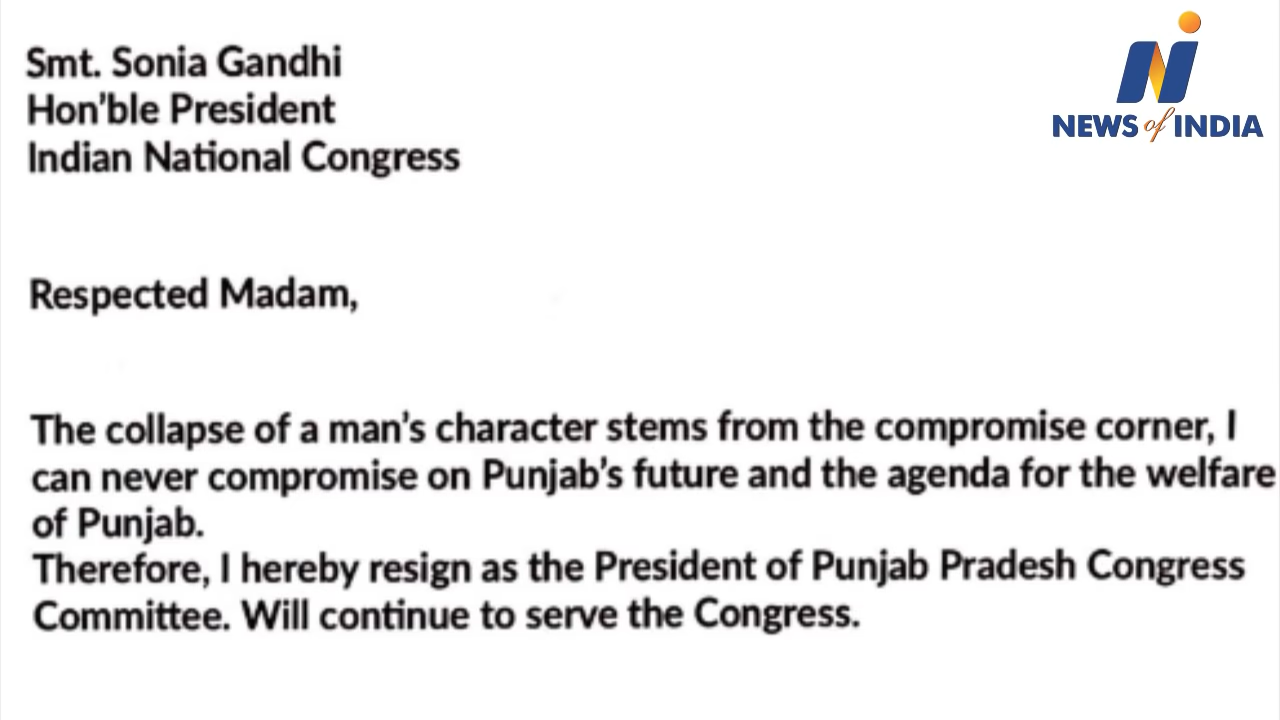 Smt. Sonia Gandhi
Hon'ble President
Indian National Congress
NEWS of INDIA
Respected Madam,
The collapse of a man's character stems from the compromise corner, I
can never compromise on Punjab's future and the agenda for the welfare
of Punjab.
Therefore, I hereby resign as the President of Punjab Pradesh Congress
Committee. Will continue to serve the Congress.